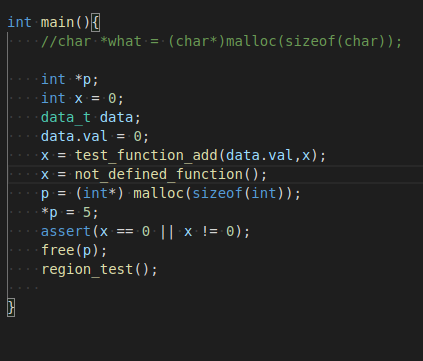 int main(){
//char *what = (char*)malloc(sizeof(char));
int *p;
int x = 0;
data_t data;
data.val = 0;
x = test_function_add(data.val,x);
x = not_defined_function();
p = (int*) malloc(sizeof(int));
*p = 5;
assert(x == 0 || x != 0);
free(p);
region_test();
}